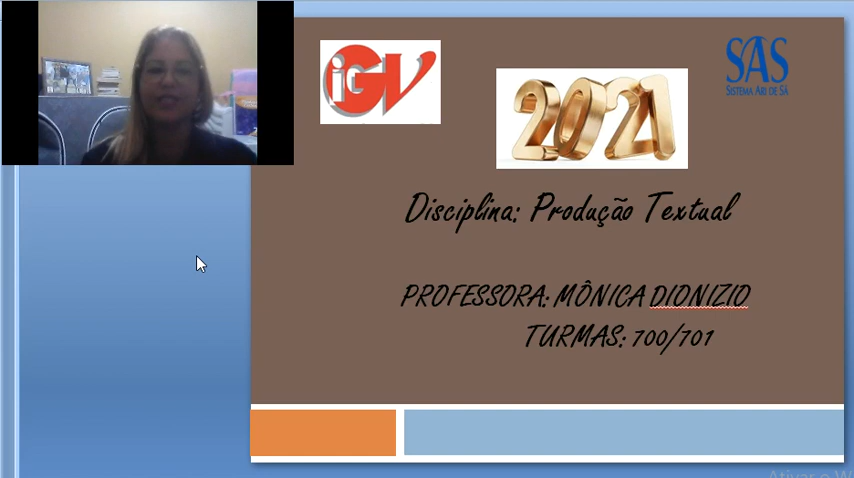 iGV
2021
SAS
SISTEMA ARI DE SÁ
Disciplina: Produção Textual
PROFESSORA: MÔNICA DIONIZIO
TURMAS: 700/701